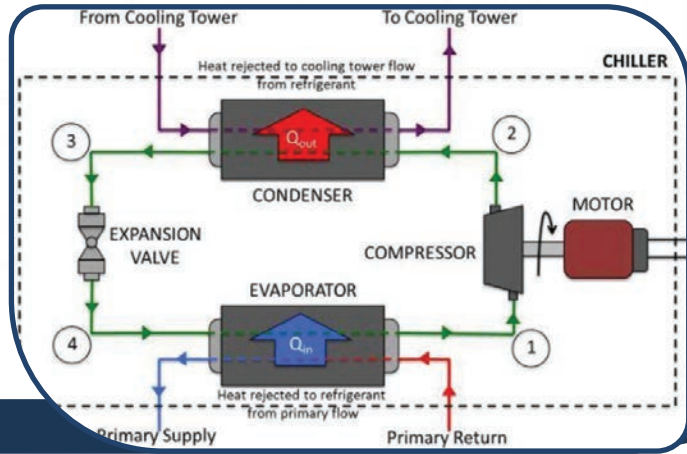 From Cooling Tower
To Cooling Tower
CHILLER
Heat rejected to cooling tower flow
from refrigerant
3
2
Qout
CONDENSER
MOTOR
EXPANSION
VALVE
COMPRESSOR
EVAPORATOR
4
1
Qin
Heat rejected to refrigerant
from primary flow
Primary Supply
Primary Return